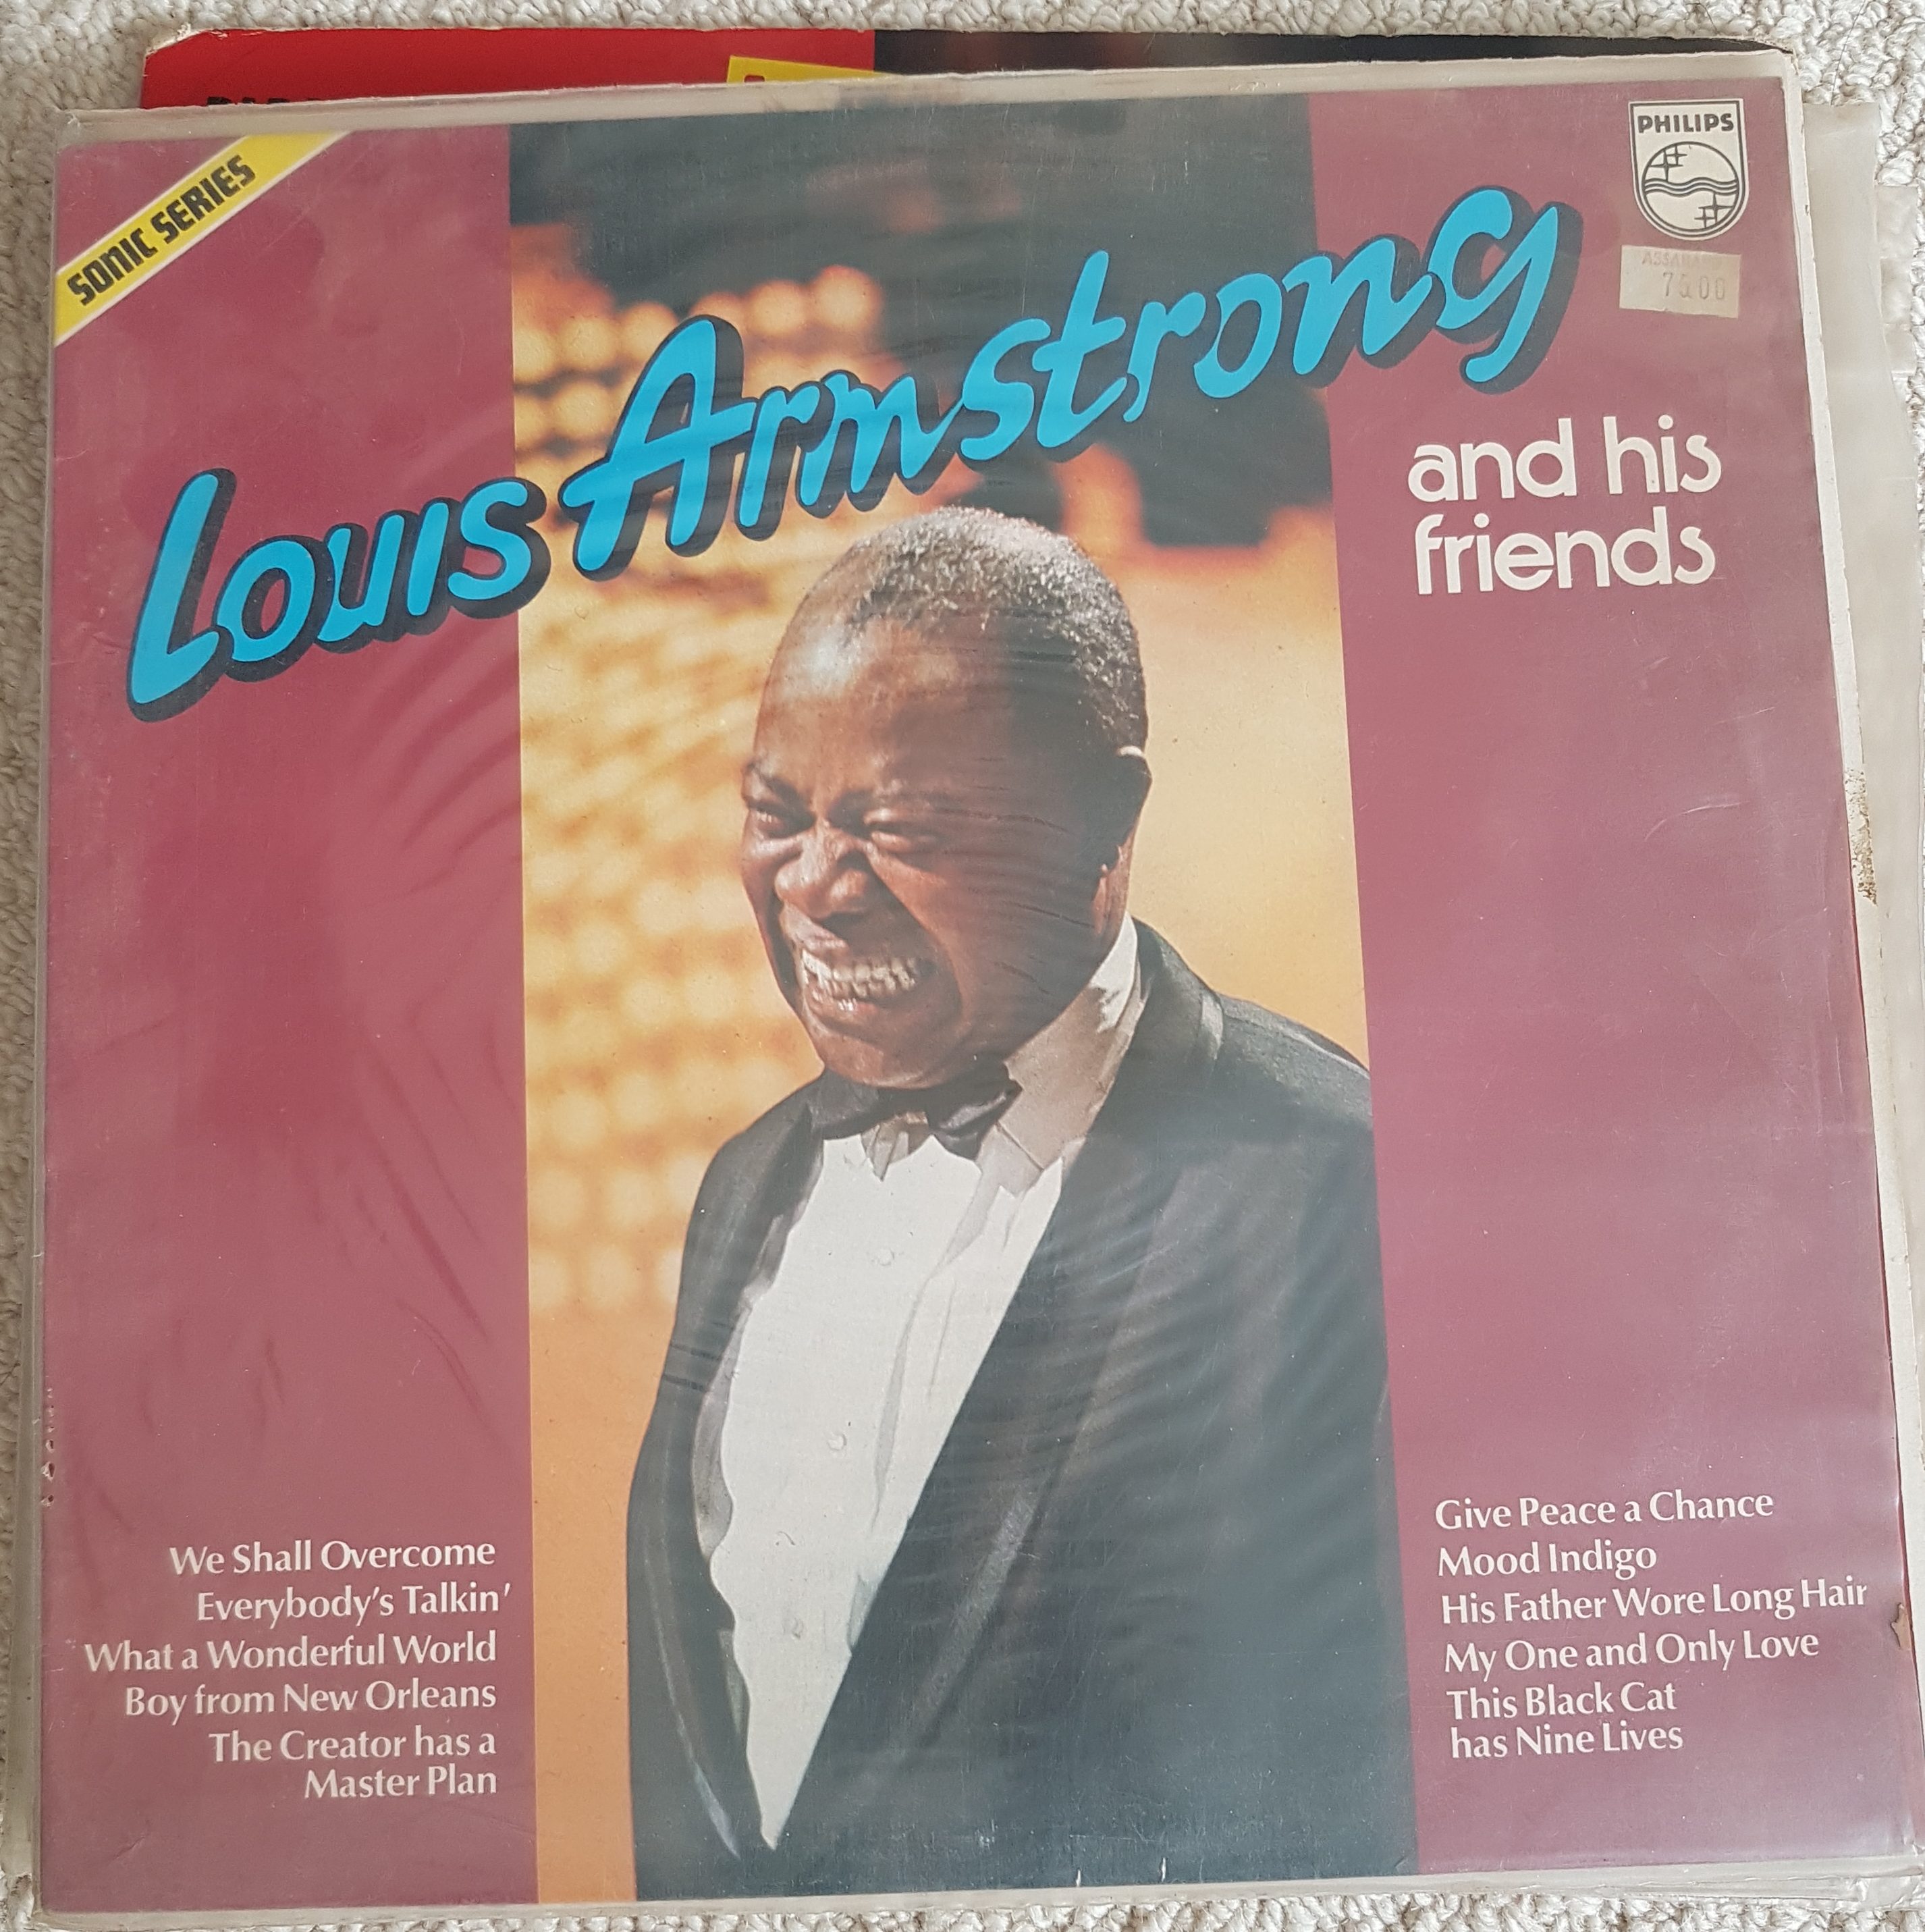 SONIC SERIES
PHILIPS
75.00
Louis Armstrong
and his
friends
We Shall Overcome
Everybody's Talkin'
What a Wonderful World
Boy from New Orleans
The Creator has a
Master Plan
Give Peace a Chance
Mood Indigo
His Father Wore Long Hair
My One and Only Love
This Black Cat
has Nine Lives